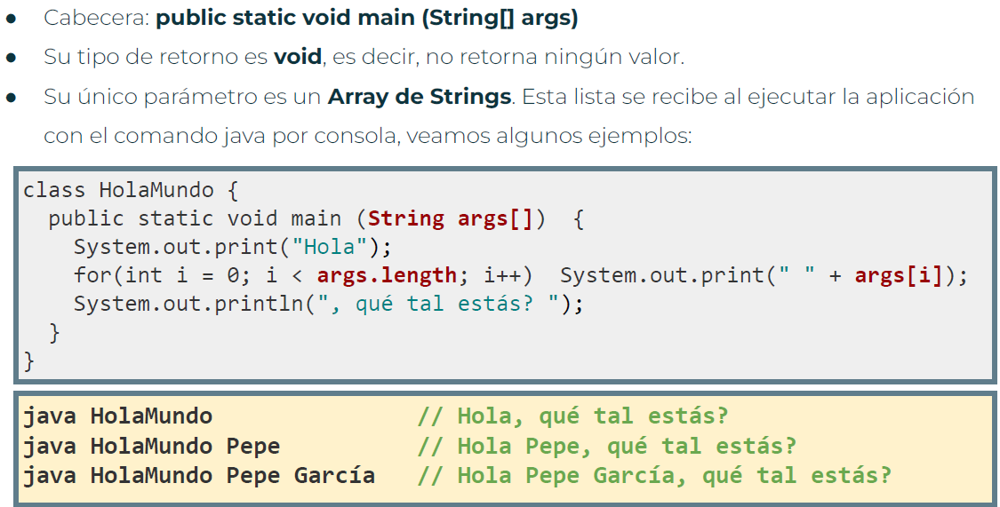 ● Cabecera: public static void main (String[] args)
● Su tipo de retorno es void, es decir, no retorna ningún valor.
● Su único parámetro es un Array de Strings. Esta lista se recibe al ejecutar la aplicación
con el comando java por consola, veamos algunos ejemplos:
class HolaMundo {
  public static void main (String args[])  {
    System.out.print("Hola");
    for(int i = 0; i < args.length; i++)  System.out.print(" " + args[i]);
    System.out.println(", qué tal estás? ");
  }
}
java HolaMundo               // Hola, qué tal estás?
java HolaMundo Pepe          // Hola Pepe, qué tal estás?
java HolaMundo Pepe García   // Hola Pepe García, qué tal estás?